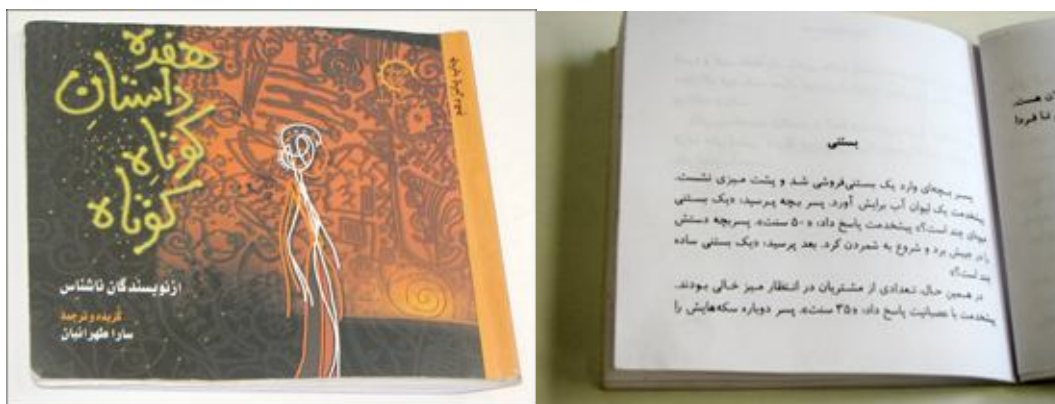 هفده
داستانِ
کوتاهِ
کوتاه
از نویسندگان ناشناس
گزیده و ترجمه
سارا طهرانیان
بستنی
پسر بچه‌ای وارد یک بستنی‌فروشی شد و پشت میزی نشست.
پیشخدمت یک لیوان آب برایش آورد. پسر بچه پرسید: «یک بستنی
میوه‌ای چند است؟» پیشخدمت پاسخ داد: «۵۰ سنت». پسربچه دستش
را در جیبش برد و شروع به شمردن کرد. بعد پرسید: «یک بستنی ساده
چند است؟»
در همین حال، تعدادی از مشتریان در انتظار میز خالی بودند.
پیشخدمت با عصبانیت پاسخ داد: «۳۵ سنت». پسر دوباره سکه‌هایش را
هست.
تا فردا